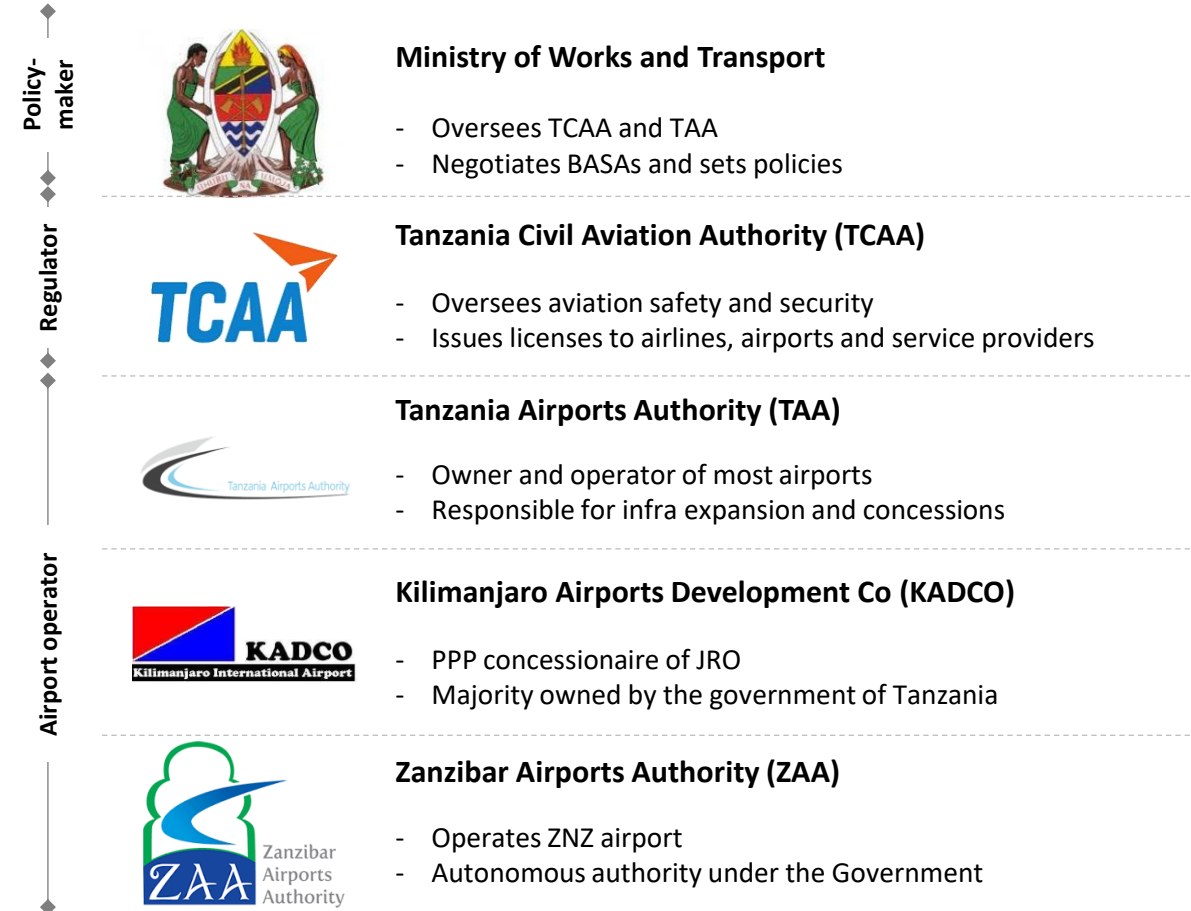 Policy-
maker
Ministry of Works and Transport
- Oversees TCAA and TAA
- Negotiates BASAs and sets policies
UHURU NA UMOJA
Regulator
TCAA
Tanzania Civil Aviation Authority (TCAA)
- Oversees aviation safety and security
- Issues licenses to airlines, airports and service providers
Airport operator
Tanzania Airports Authority
Tanzania Airports Authority (TAA)
- Owner and operator of most airports
- Responsible for infra expansion and concessions
KADCO
Kilimanjaro International Airport
Kilimanjaro Airports Development Co (KADCO)
- PPP concessionaire of JRO
- Majority owned by the government of Tanzania
ZAA
Zanzibar
Airports
Authority
Zanzibar Airports Authority (ZAA)
- Operates ZNZ airport
- Autonomous authority under the Government